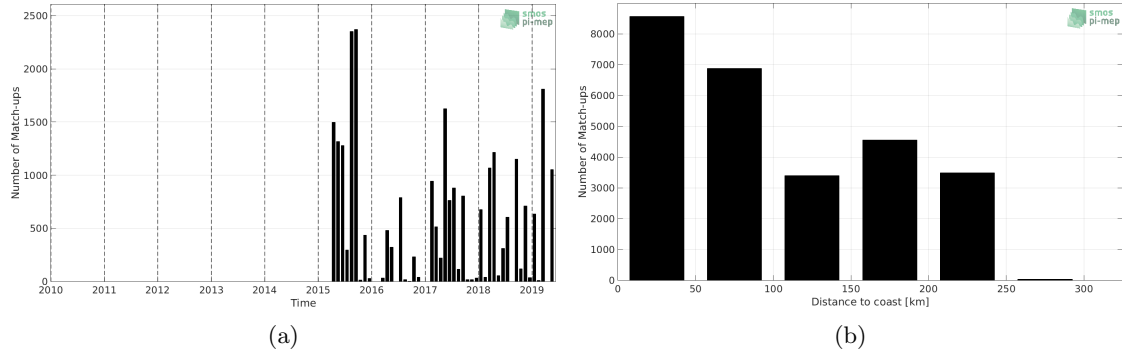 smos
pi-mep
2500
2000
1500
1000
500
0
Number of Match-ups
2010 2011 2012 2013 2014 2015 2016 2017 2018 2019
Time
(a)
smos
pi-mep
8000
7000
6000
5000
4000
3000
2000
1000
0
Number of Match-ups
0 50 100 150 200 250 300
Distance to coast [km]
(b)